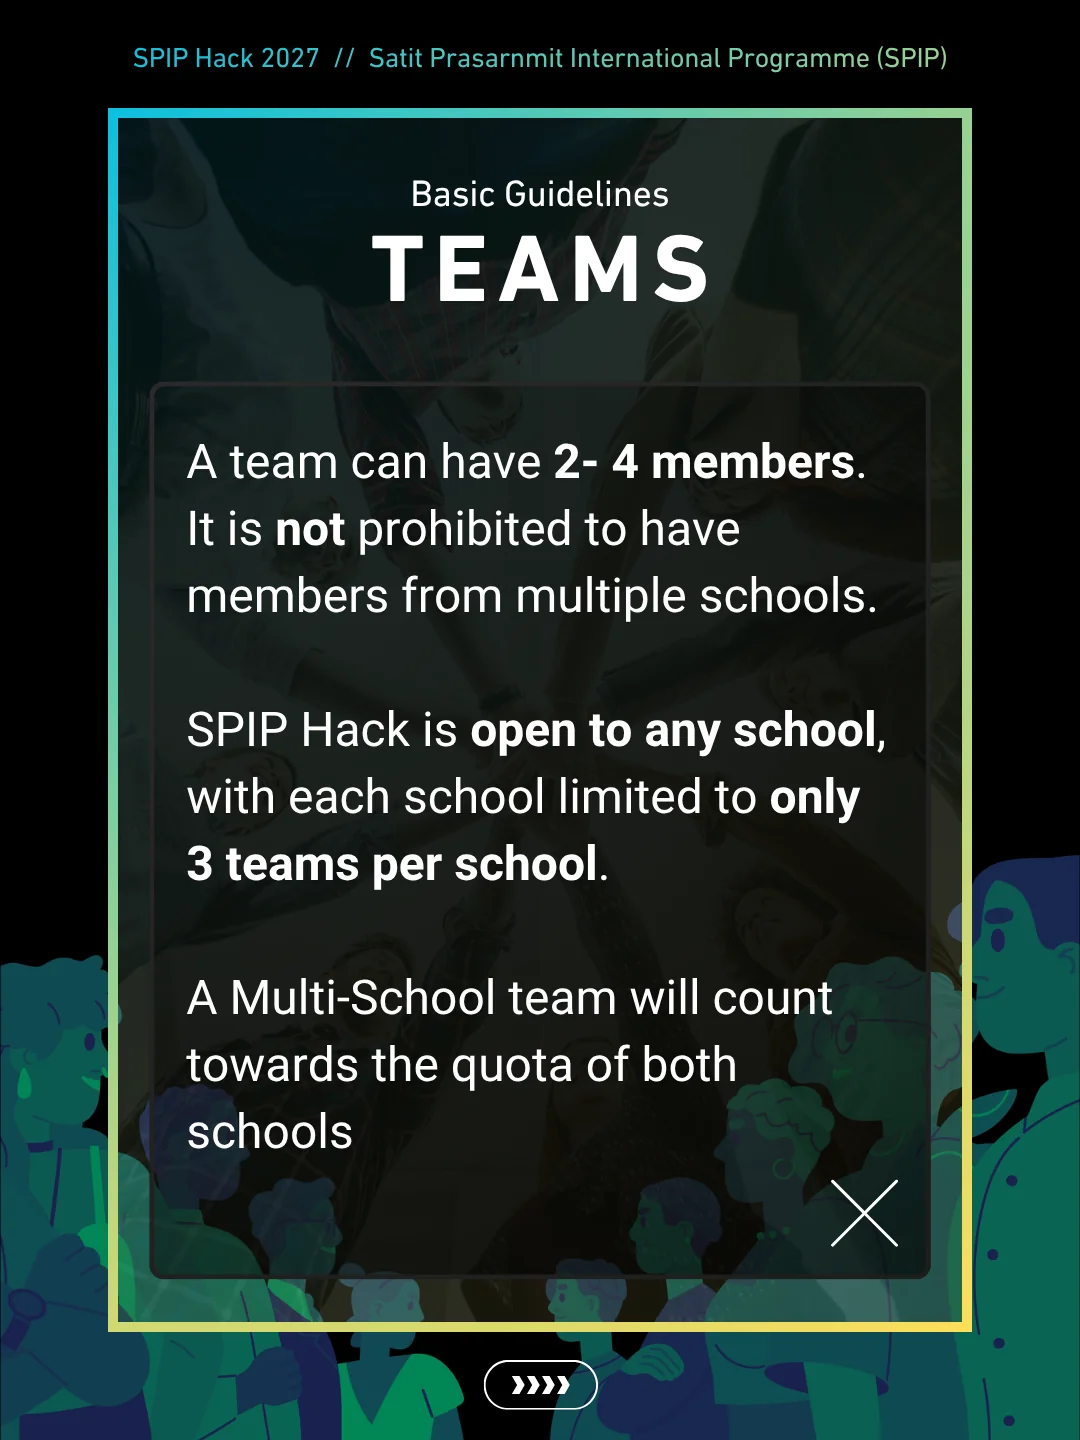 SPIP Hack 2027 // Satit Prasarnmit International Programme (SPIP)
Basic Guidelines
TEAMS
A team can have 2- 4 members.
It is not prohibited to have
members from multiple schools.
SPIP Hack is open to any school,
with each school limited to only
3 teams per school.
A Multi-School team will count
towards the quota of both
schools